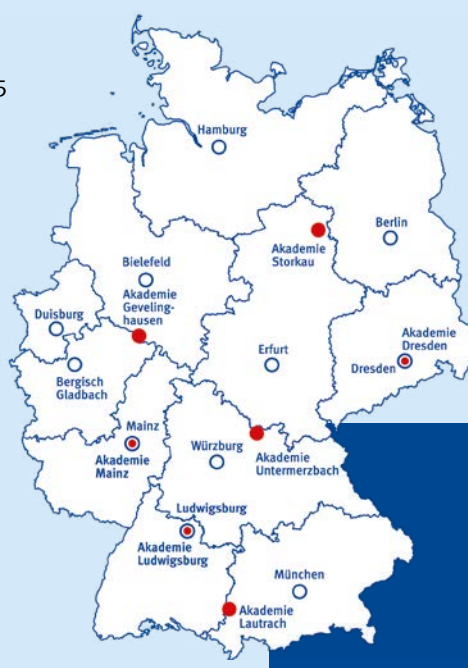 5
Hamburg
Berlin
Akademie
Storkau
Bielefeld
Akademie
Geveling-
hausen
Duisburg
Bergisch
Gladbach
Erfurt
Akademie
Dresden
Dresden
Mainz
Akademie
Mainz
Würzburg
Akademie
Untermerzbach
Ludwigsburg
Akademie
Ludwigsburg
München
Akademie
Lautrach